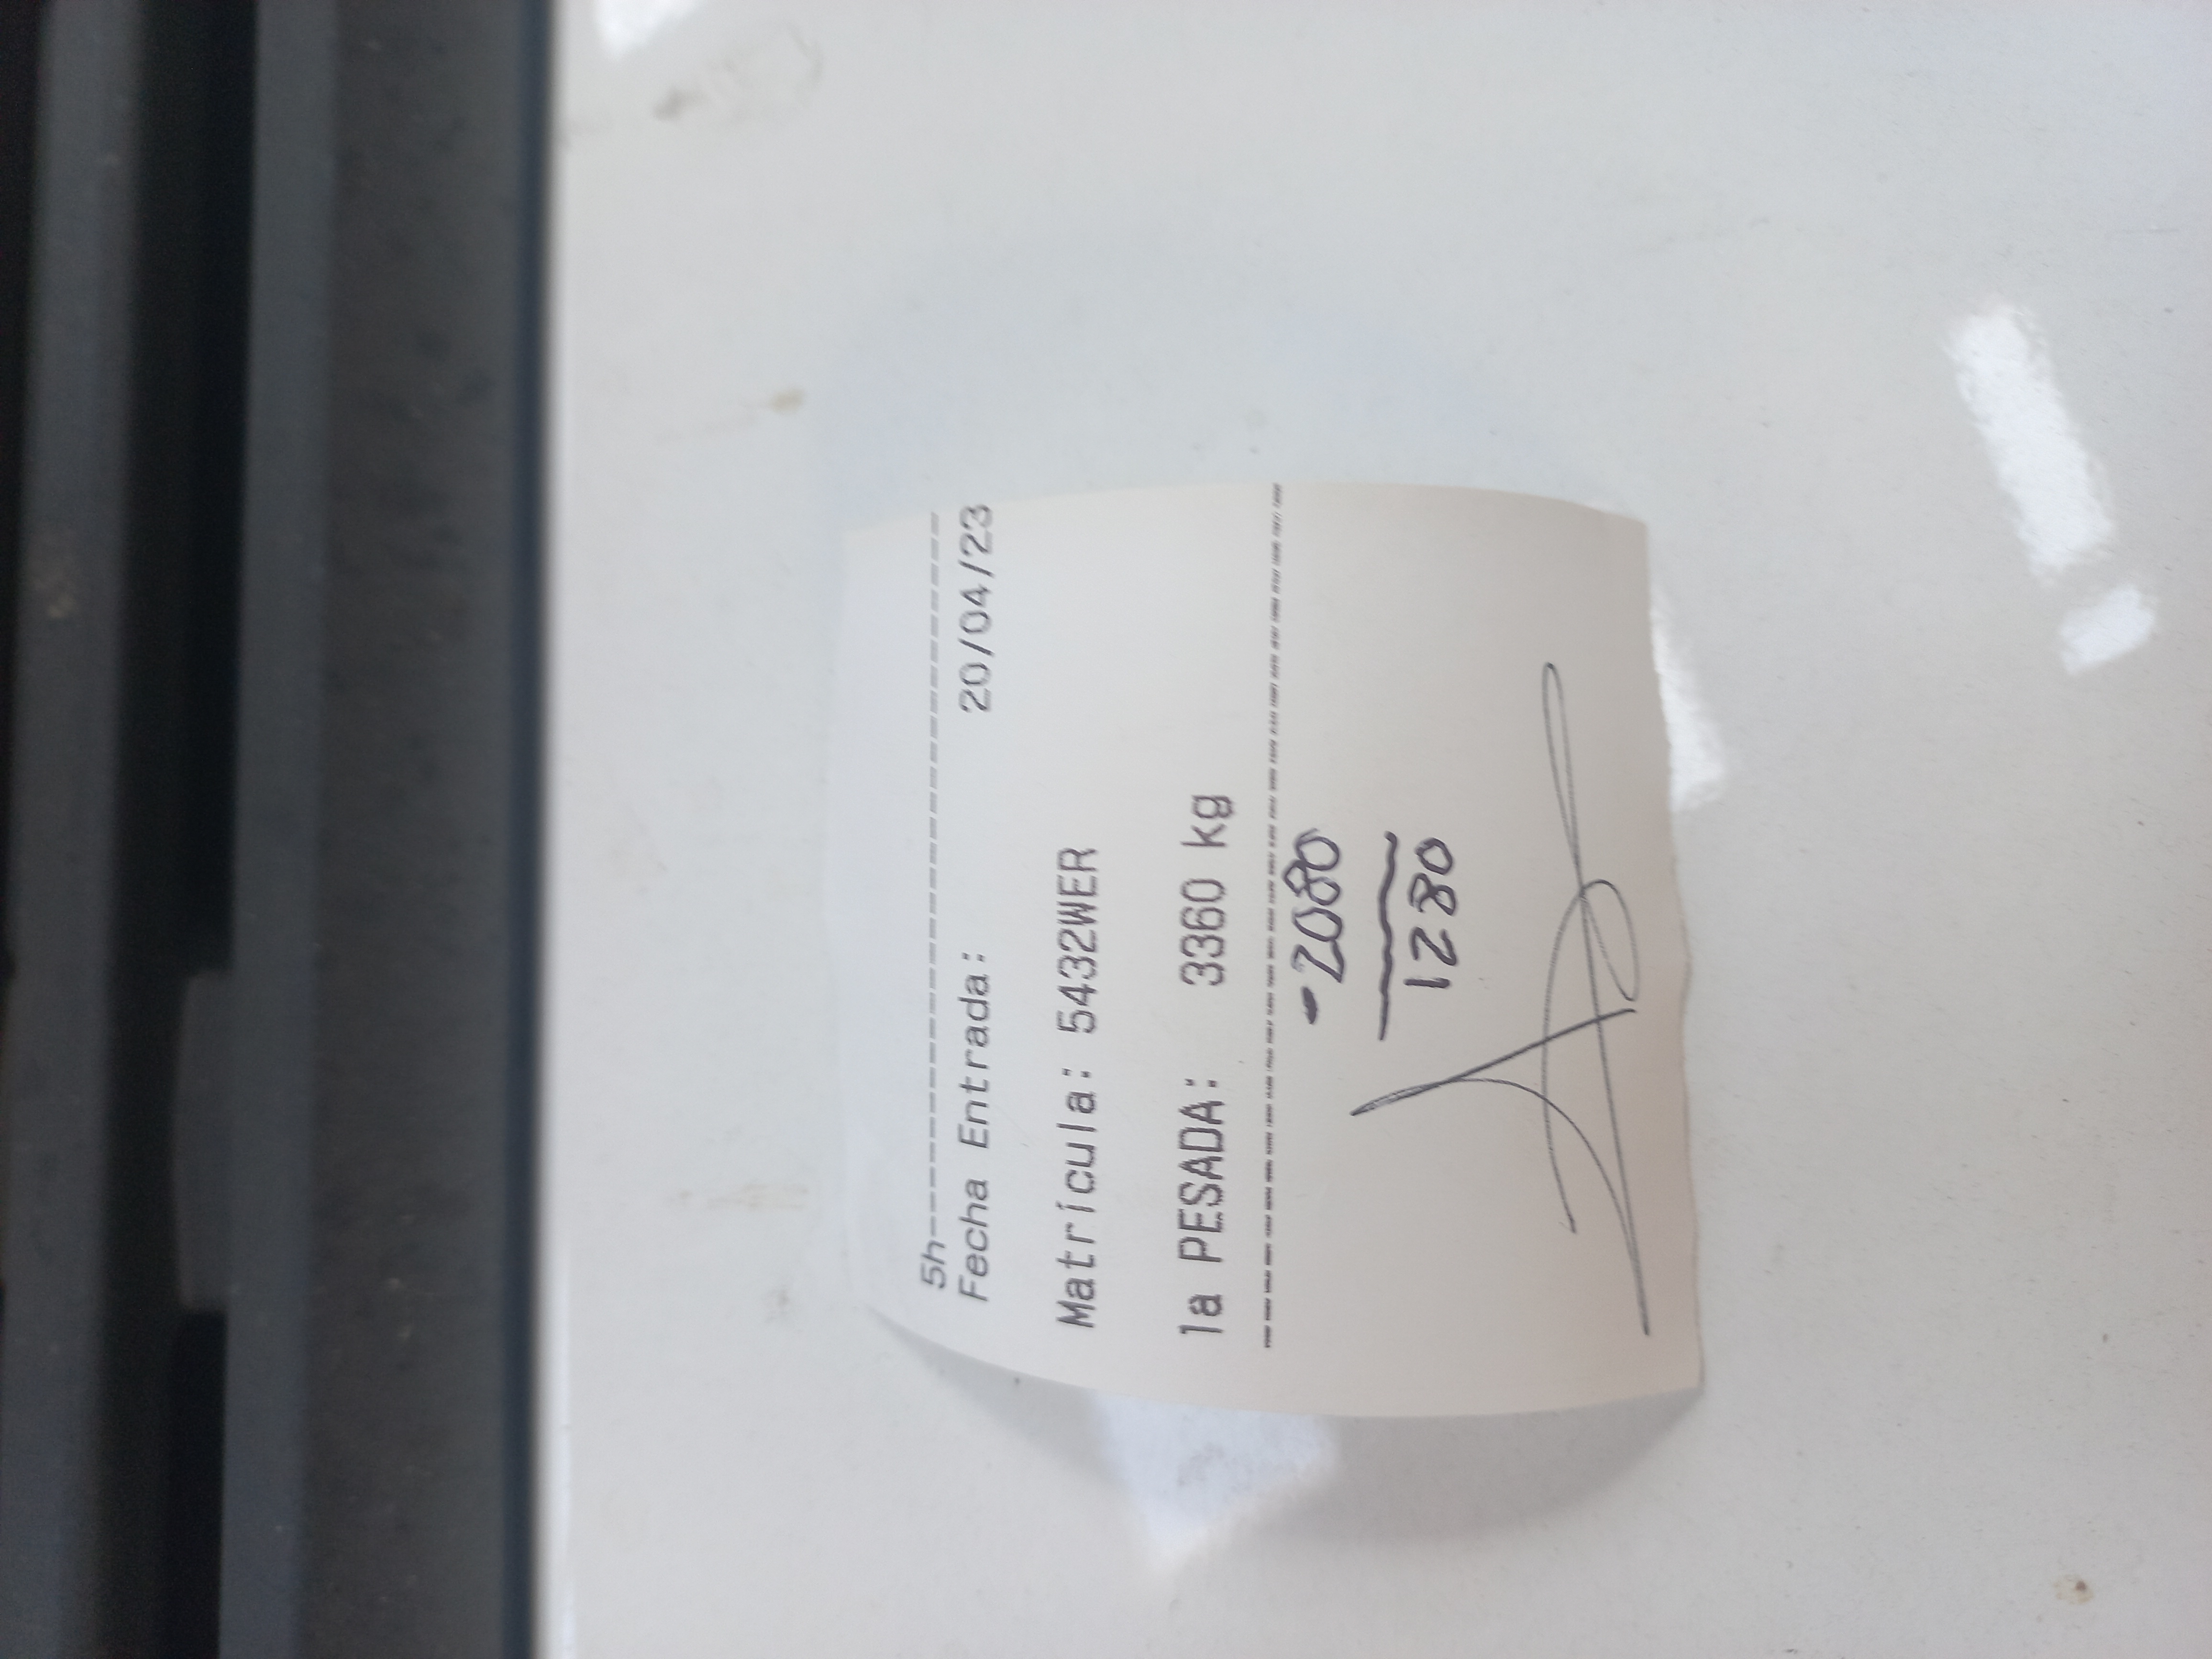 5h------------------------------
Fecha Entrada: 20/04/23
Matrícula: 5432WER
1a PESADA: 3360 kg
--------------------------------
-2080
1280